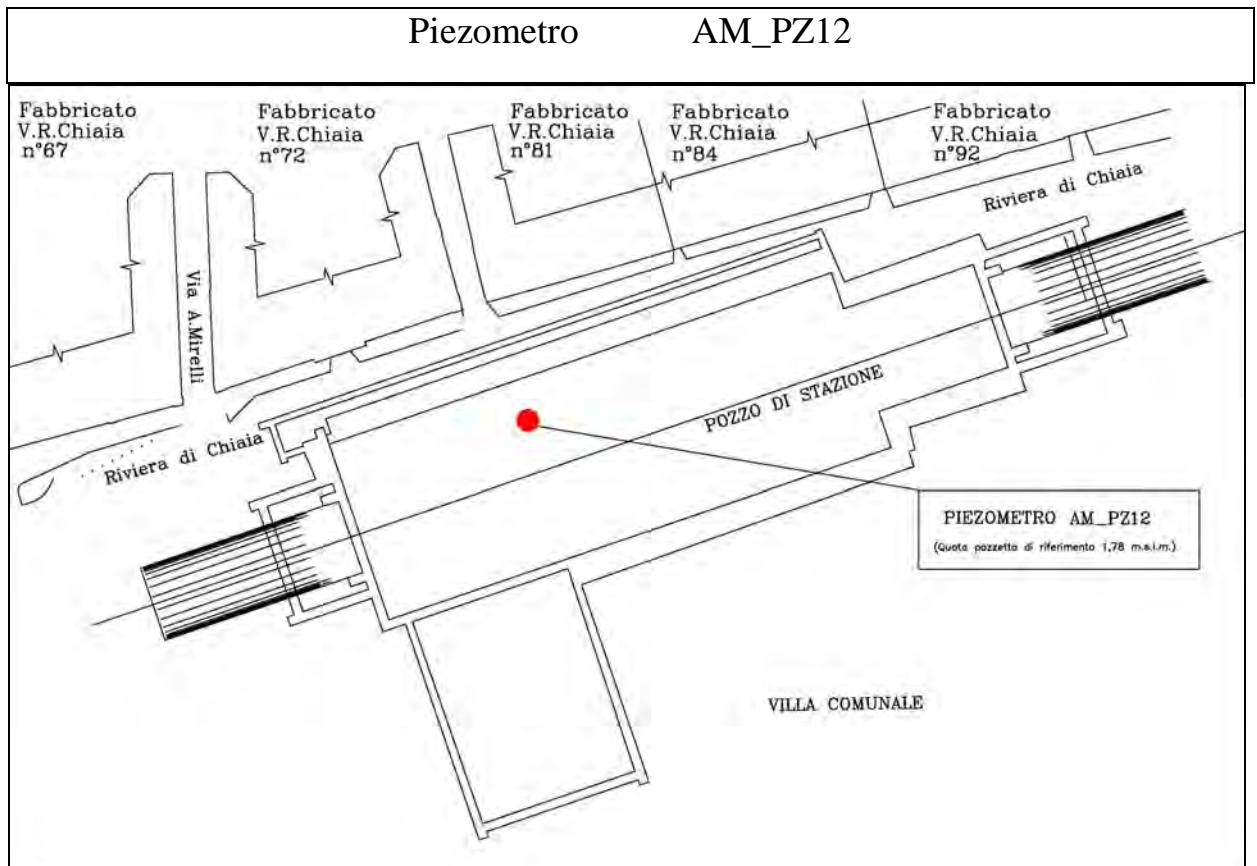 Piezometro AM_PZ12
Fabbricato
V.R.Chiaia
n°67
Fabbricato
V.R.Chiaia
n°72
Fabbricato
V.R.Chiaia
n°81
Fabbricato
V.R.Chiaia
n°84
Fabbricato
V.R.Chiaia
n°92
Riviera di Chiaia
Via A.Mirelli
POZZO DI STAZIONE
Riviera di Chiaia
PIEZOMETRO AM_PZ12
(Quota pozzetto di riferimento 1,78 m.s.l.m.)
VILLA COMUNALE